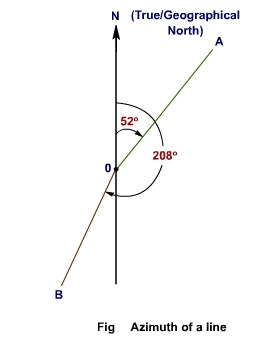 N (True/Geographical
North)
A
52°
208°
0
B
Fig Azimuth of a line